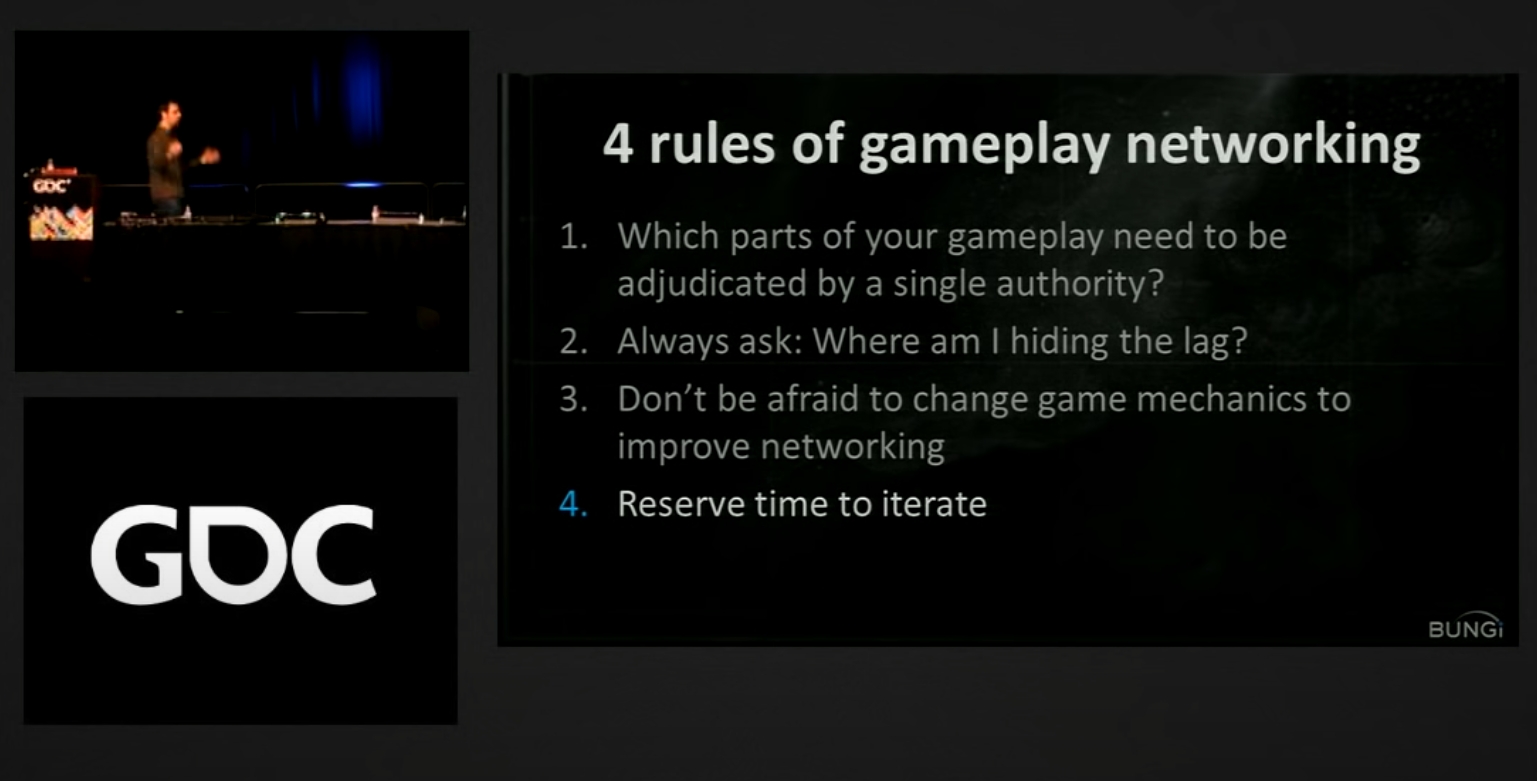 GDC
GDC
4 rules of gameplay networking
1. Which parts of your gameplay need to be
adjudicated by a single authority?
2. Always ask: Where am I hiding the lag?
3. Don't be afraid to change game mechanics to
improve networking
4. Reserve time to iterate
BUNGiE